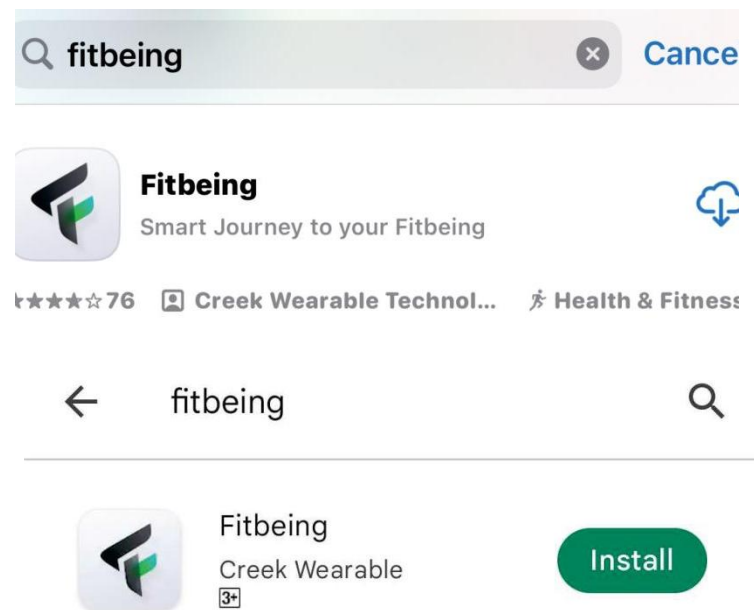 fitbeing
Cance
Fitbeing
Smart Journey to your Fitbeing
76 Creek Wearable Technol... Health & Fitness
fitbeing
Fitbeing
Creek Wearable
Install
3+